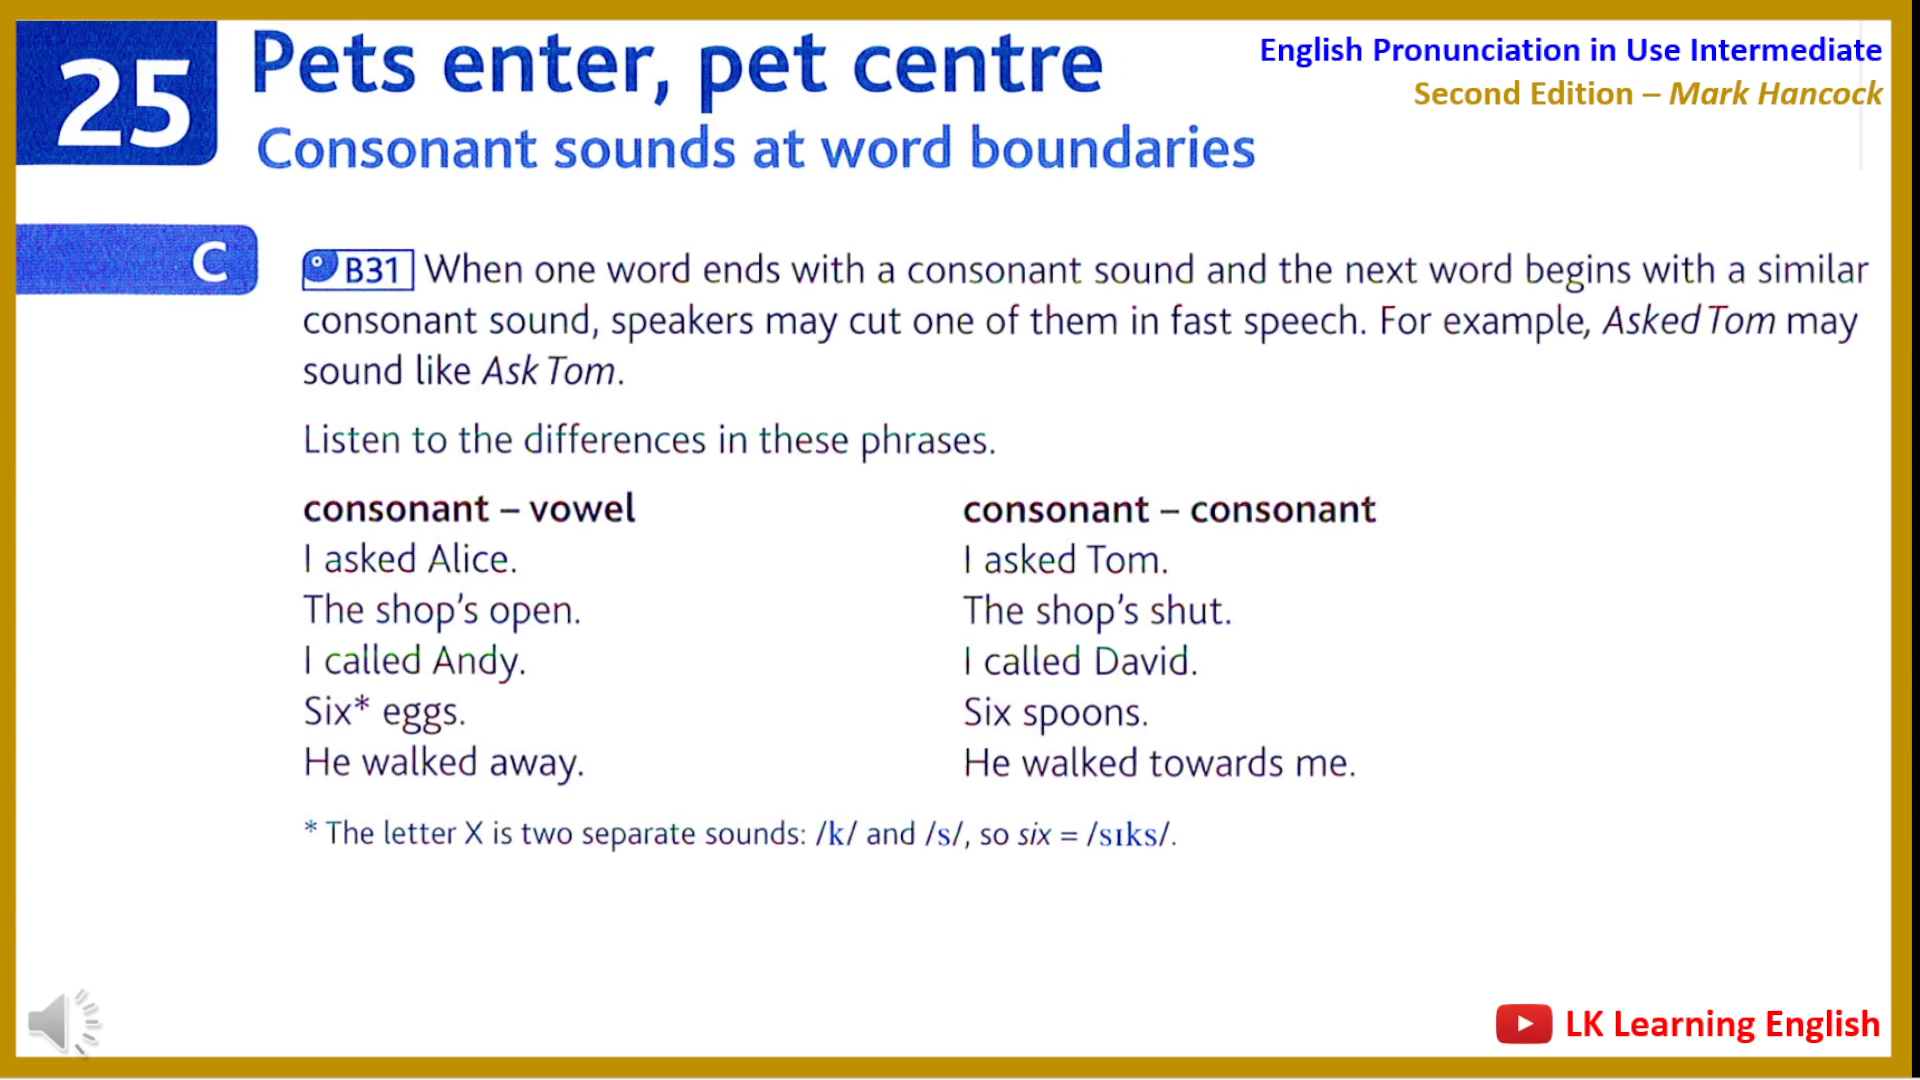 25
Pets enter, pet centre
Consonant sounds at word boundaries
English Pronunciation in Use Intermediate
Second Edition – Mark Hancock
C
B31 When one word ends with a consonant sound and the next word begins with a similar
consonant sound, speakers may cut one of them in fast speech. For example, Asked Tom may
sound like Ask Tom.
Listen to the differences in these phrases.
consonant – vowel
I asked Alice.
The shop's open.
I called Andy.
Six* eggs.
He walked away.
consonant – consonant
I asked Tom.
The shop's shut.
I called David.
Six spoons.
He walked towards me.
* The letter X is two separate sounds: /k/ and /s/, so six = /sɪks/.
LK Learning English